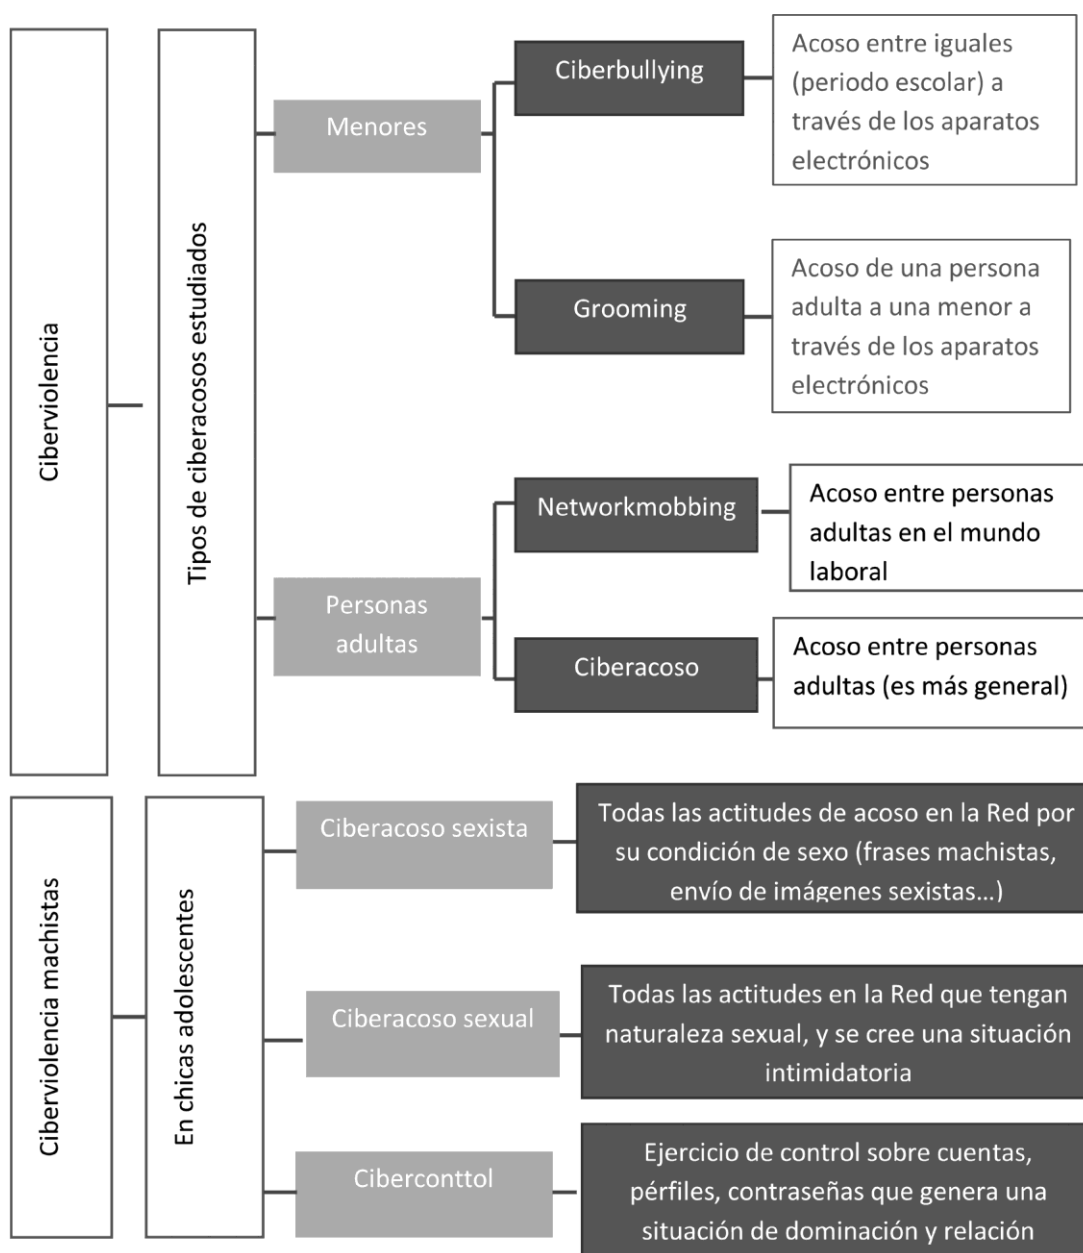 Ciberviolencia
Tipos de ciberacosos estudiados
Menores
Ciberbullying
Acoso entre iguales
(periodo escolar) a
través de los aparatos
electrónicos
Grooming
Acoso de una persona
adulta a una menor a
través de los aparatos
electrónicos
Personas
adultas
Networkmobbing
Acoso entre personas
adultas en el mundo
laboral
Ciberacoso
Acoso entre personas
adultas (es más general)
Ciberviolencia machistas
En chicas adolescentes
Ciberacoso sexista
Todas las actitudes de acoso en la Red por
su condición de sexo (frases machistas,
envío de imágenes sexistas...)
Ciberacoso sexual
Todas las actitudes en la Red que tengan
naturaleza sexual, y se cree una situación
intimidatoria
Ciberconttol
Ejercicio de control sobre cuentas,
pérfiles, contraseñas que genera una
situación de dominación y relación